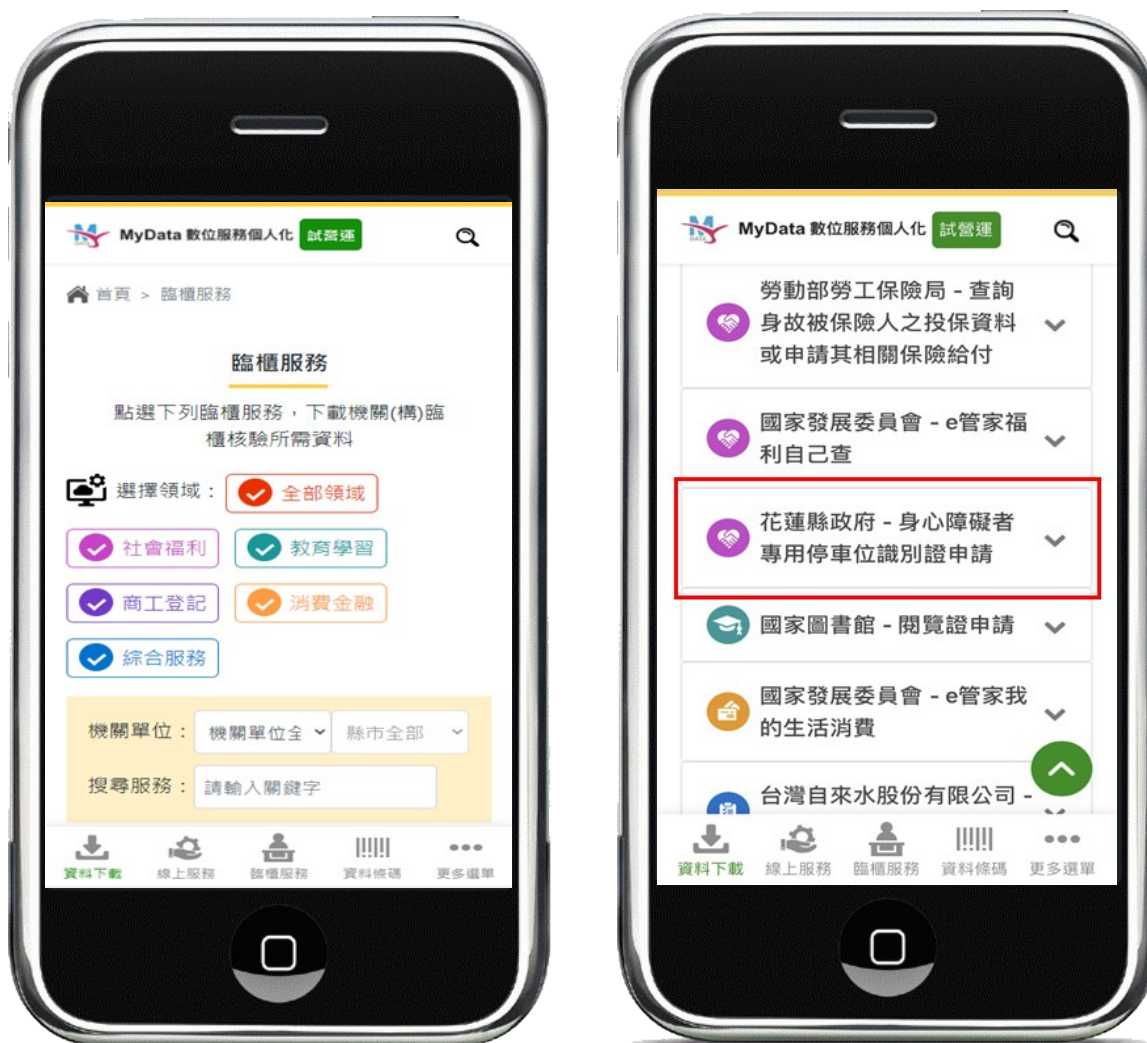 MyData 數位服務個人化 試營運
首頁 > 臨櫃服務
臨櫃服務
點選下列臨櫃服務，下載機關(構)臨
櫃核驗所需資料
選擇領域： 全部領域
社會福利 教育學習
商工登記 消費金融
綜合服務
機關單位： 機關單位全 縣市全部
搜尋服務： 請輸入關鍵字
資料下載 線上服務 臨櫃服務 資料條碼 更多選單
MyData 數位服務個人化 試營運
勞動部勞工保險局 - 查詢
身故被保險人之投保資料
或申請其相關保險給付
國家發展委員會 - e管家福
利自己查
花蓮縣政府 - 身心障礙者
專用停車位識別證申請
國家圖書館 - 閱覽證申請
國家發展委員會 - e管家我
的生活消費
台灣自來水股份有限公司 -
資料下載 線上服務 臨櫃服務 資料條碼 更多選單